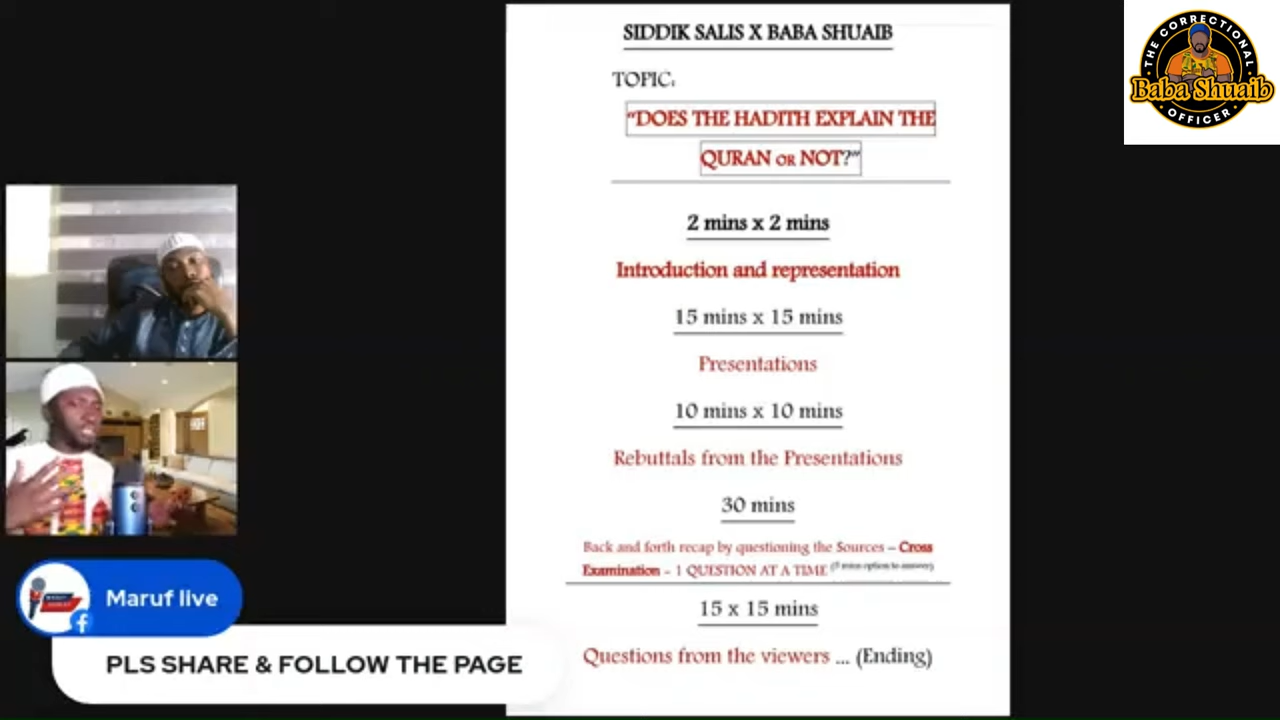 SIDDIK SALIS X BABA SHUAIB
TOPIC:
"DOES THE HADITH EXPLAIN THE
QURAN OR NOT?"
2 mins x 2 mins
Introduction and representation
15 mins x 15 mins
Presentations
10 mins x 10 mins
Rebuttals from the Presentations
30 mins
Back and forth recap by questioning the Sources – Cross
Examination – 1 QUESTION AT A TIME
15 x 15 mins
Questions from the viewers ... (Ending)
THE CORRECTIONAL
Baba Shuaib
OFFICER
Maruf live
PLS SHARE & FOLLOW THE PAGE